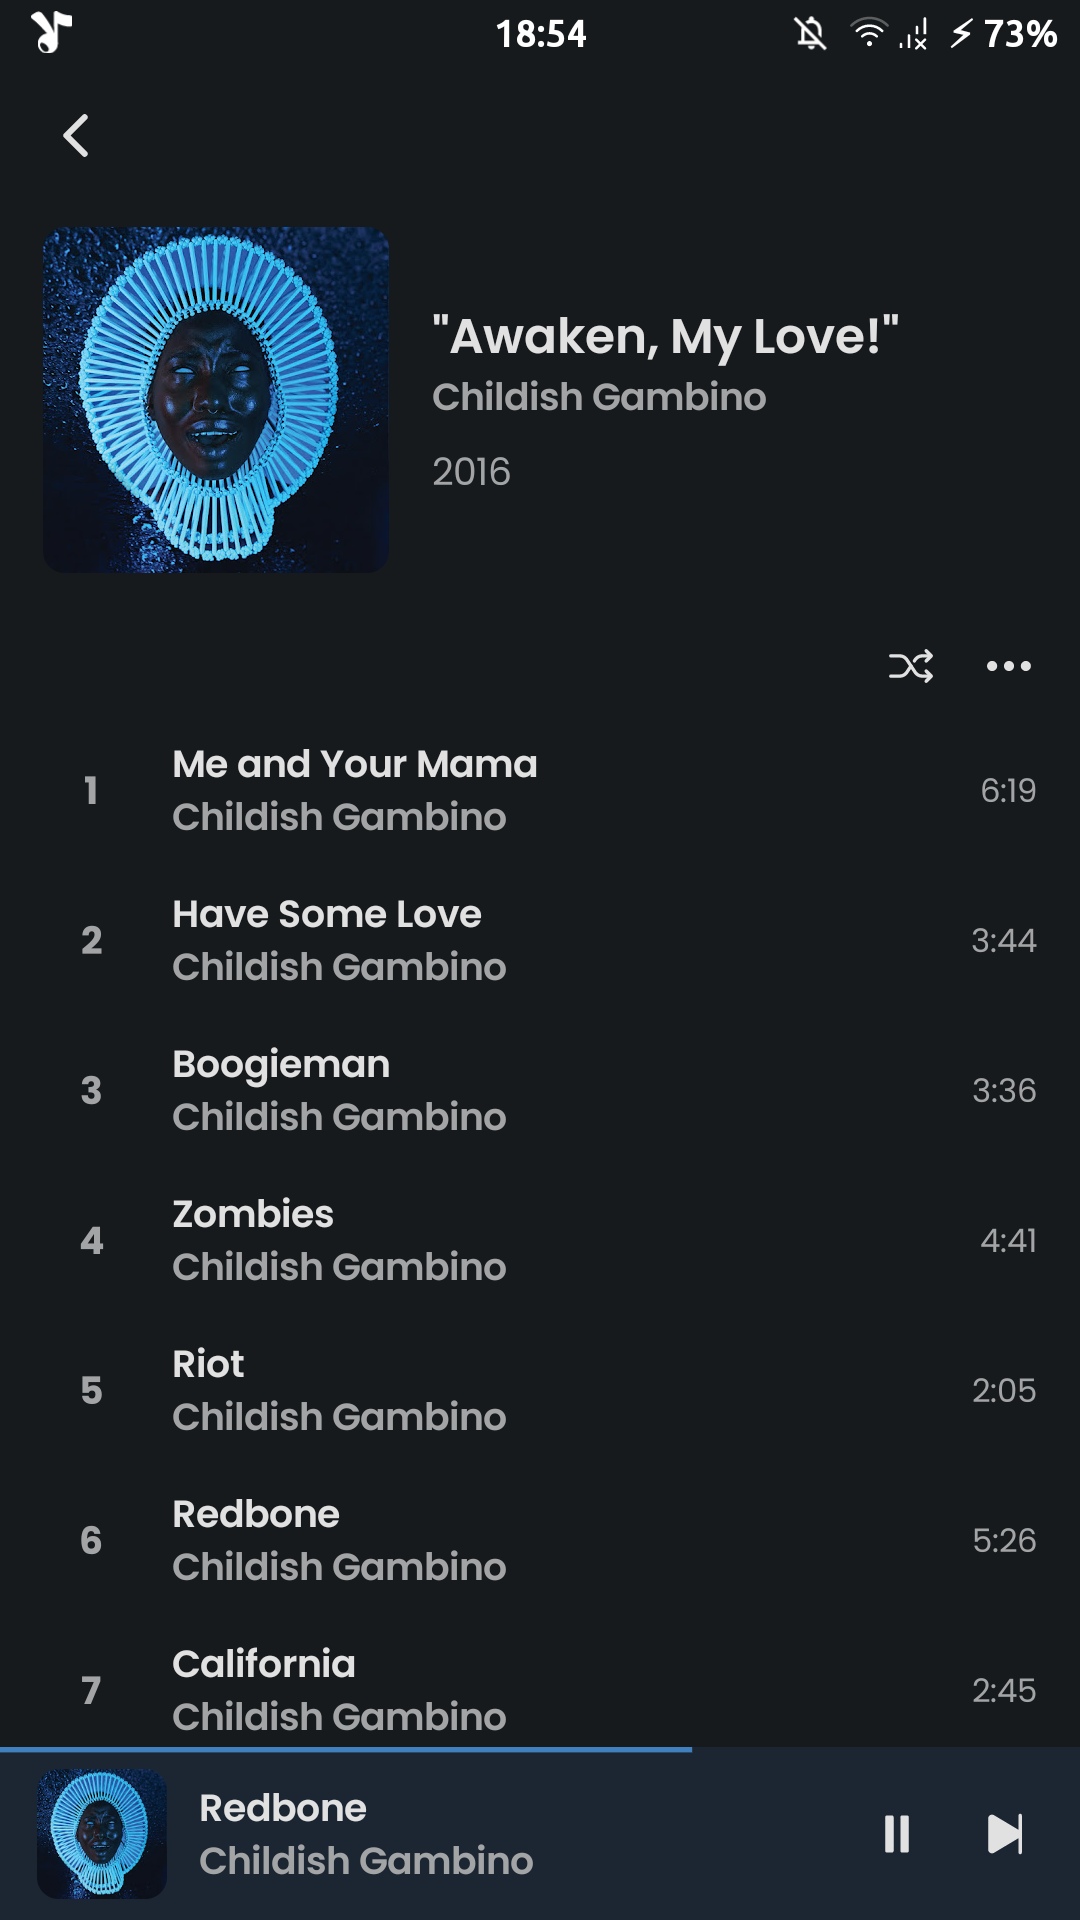 18:54
73%
"Awaken, My Love!"
Childish Gambino
2016
1
Me and Your Mama
Childish Gambino
6:19
2
Have Some Love
Childish Gambino
3:44
3
Boogieman
Childish Gambino
3:36
4
Zombies
Childish Gambino
4:41
5
Riot
Childish Gambino
2:05
6
Redbone
Childish Gambino
5:26
7
California
Childish Gambino
2:45
Redbone
Childish Gambino